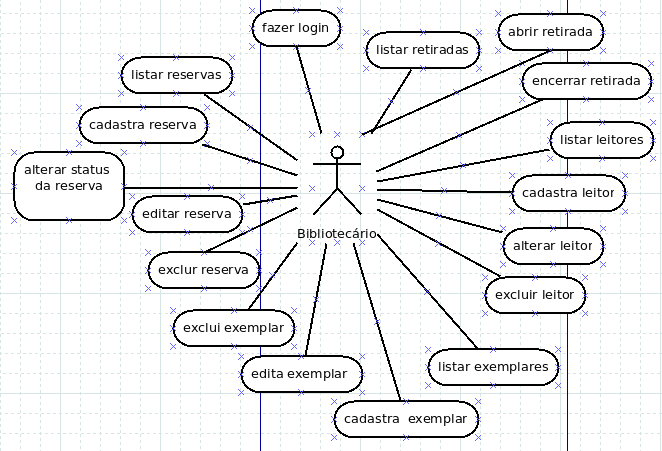 fazer login
abrir retirada
listar retiradas
listar reservas
encerrar retirada
cadastra reserva
listar leitores
alterar status
da reserva
cadastra leitor
editar reserva
Bibliotecário
alterar leitor
exclur reserva
excluir leitor
exclui exemplar
listar exemplares
edita exemplar
cadastra exemplar